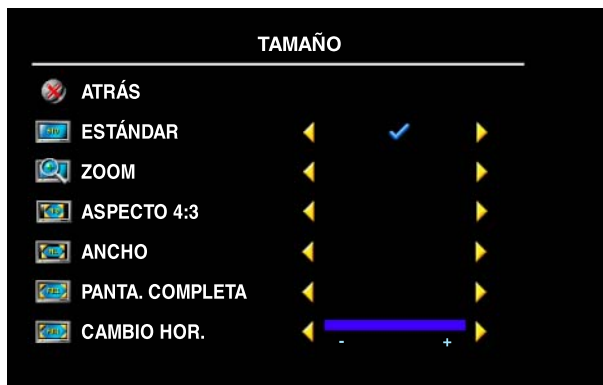 TAMAÑO
ATRÁS
ESTÁNDAR
ZOOM
ASPECTO 4:3
ANCHO
PANTA. COMPLETA
CAMBIO HOR.
- +